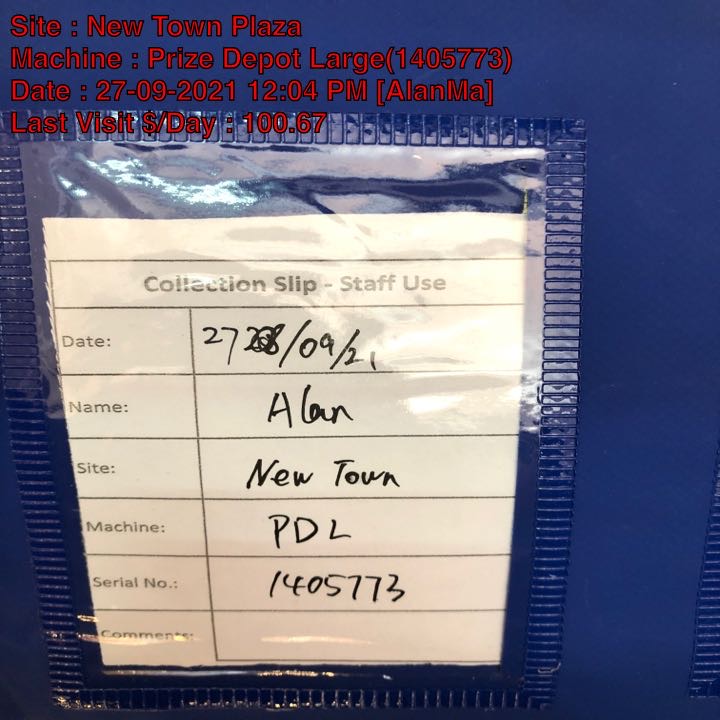 Site : New Town Plaza
Machine : Prize Depot Large(1405773)
Date : 27-09-2021 12:04 PM [AlanMa]
Last Visit $/Day : 100.67
Collection Slip - Staff Use
Date: 27/09/21
Name: Alan
Site: New Town
Machine: PDL
Serial No.: 1405773
Comments: